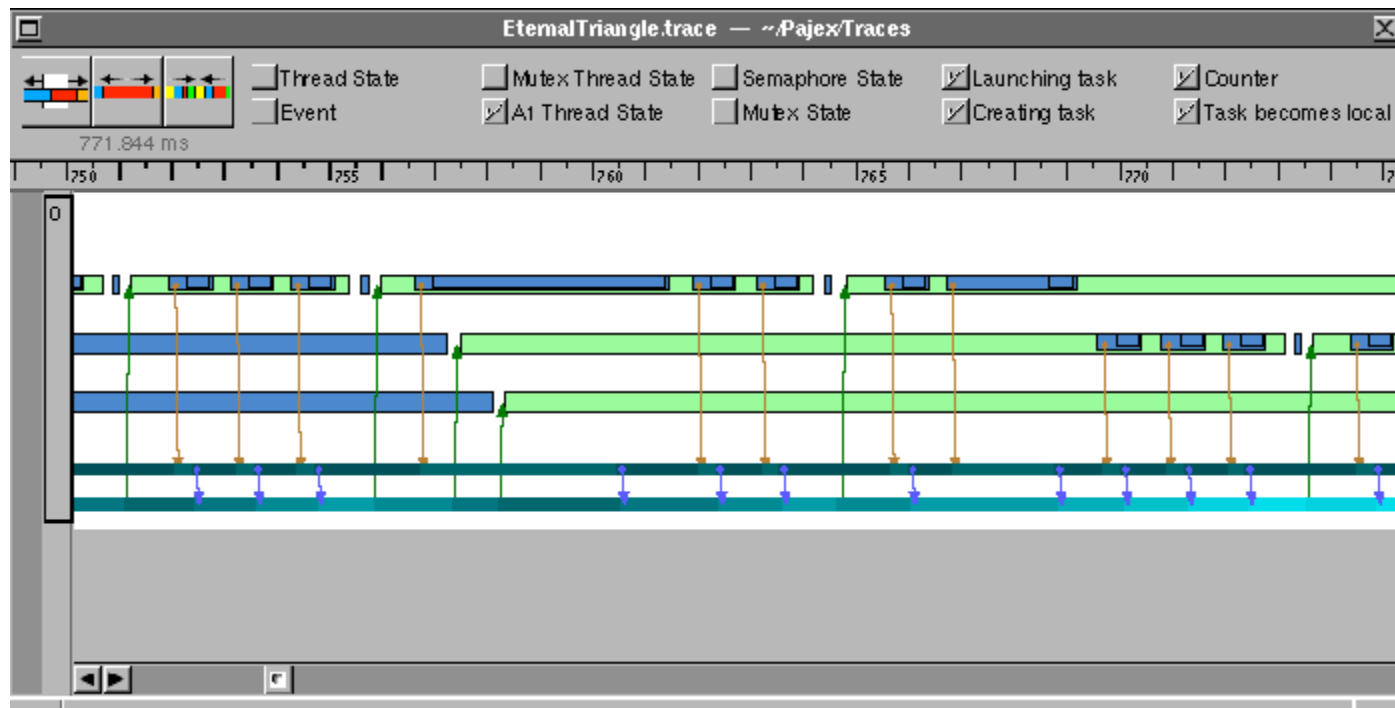 EternalTriangle.trace — ~/Pajex/Traces
Thread State Mutex Thread State Semaphore State Launching task Counter
Event A1 Thread State Mutex State Creating task Task becomes local
771.844 ms
750 755 760 765 770
0